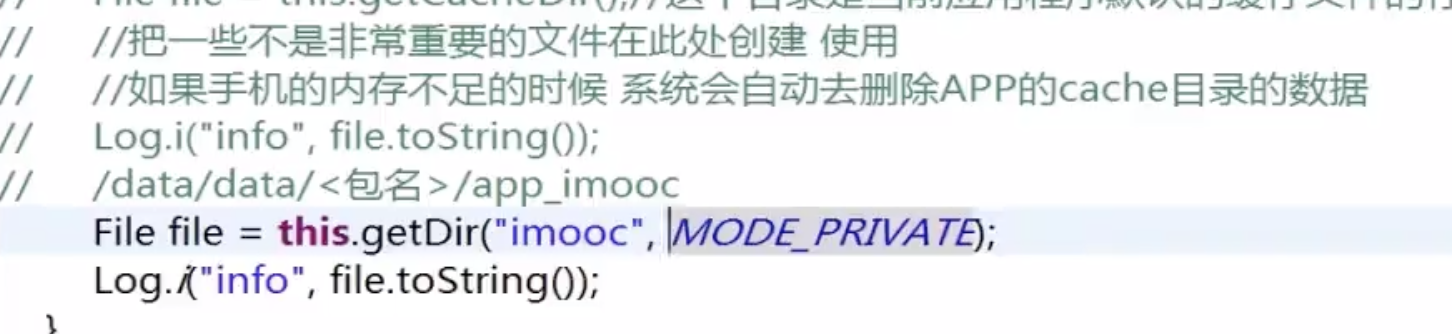 // File file = this.getCacheDir();//这个目录是当前应用程序默认的缓存文件的
// //把一些不是非常重要的文件在此处创建 使用
// //如果手机的内存不足的时候 系统会自动去删除APP的cache目录的数据
// Log.i("info", file.toString());
// /data/data/<包名>/app_imooc
File file = this.getDir("imooc", MODE_PRIVATE);
Log.i("info", file.toString());
}